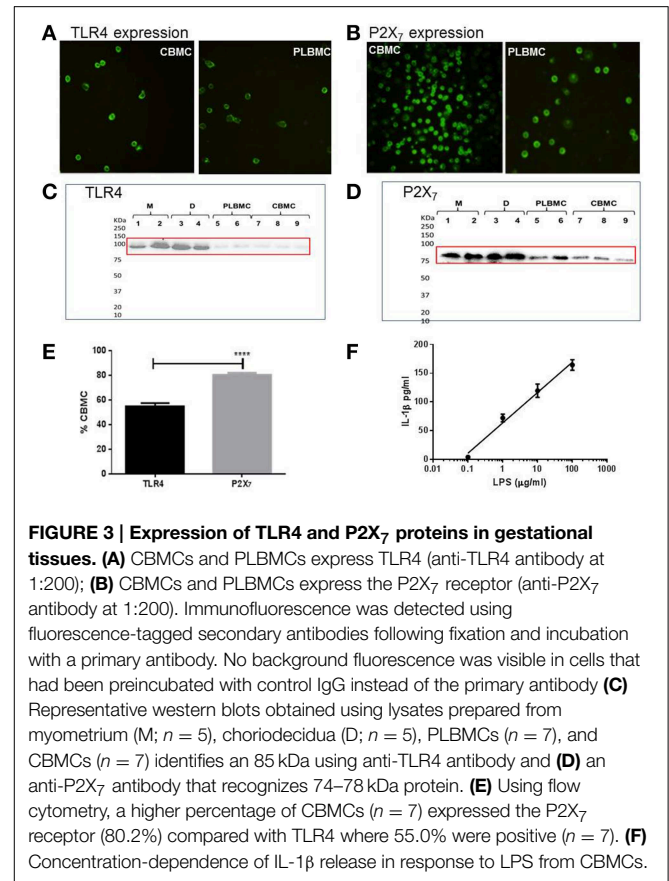 A TLR4 expression
B P2X₇ expression
CBMC
PLBMC
CBMC
PLBMC
C TLR4
M D PLBMC CBMC
1 2 3 4 5 6 7 8 9
KDa
250
150
100
75
50
37
20
10
D P2X₇
M D PLBMC CBMC
1 2 3 4 5 6 7 8 9
KDa
250
150
100
75
50
37
20
10
E
% CBMC
100
80
60
40
20
0
****
TLR4 P2X₇
F
IL-1β pg/ml
200
150
100
50
0
0.01 0.1 1 10 100 1000
LPS (µg/ml)
FIGURE 3 | Expression of TLR4 and P2X₇ proteins in gestational
tissues. (A) CBMCs and PLBMCs express TLR4 (anti-TLR4 antibody at
1:200); (B) CBMCs and PLBMCs express the P2X₇ receptor (anti-P2X₇
antibody at 1:200). Immunofluorescence was detected using
fluorescence-tagged secondary antibodies following fixation and incubation
with a primary antibody. No background fluorescence was visible in cells that
had been preincubated with control IgG instead of the primary antibody (C)
Representative western blots obtained using lysates prepared from
myometrium (M; n = 5), choriodecidua (D; n = 5), PLBMCs (n = 7), and
CBMCs (n = 7) identifies an 85 kDa using anti-TLR4 antibody and (D) an
anti-P2X₇ antibody that recognizes 74–78 kDa protein. (E) Using flow
cytometry, a higher percentage of CBMCs (n = 7) expressed the P2X₇
receptor (80.2%) compared with TLR4 where 55.0% were positive (n = 7). (F)
Concentration-dependence of IL-1β release in response to LPS from CBMCs.